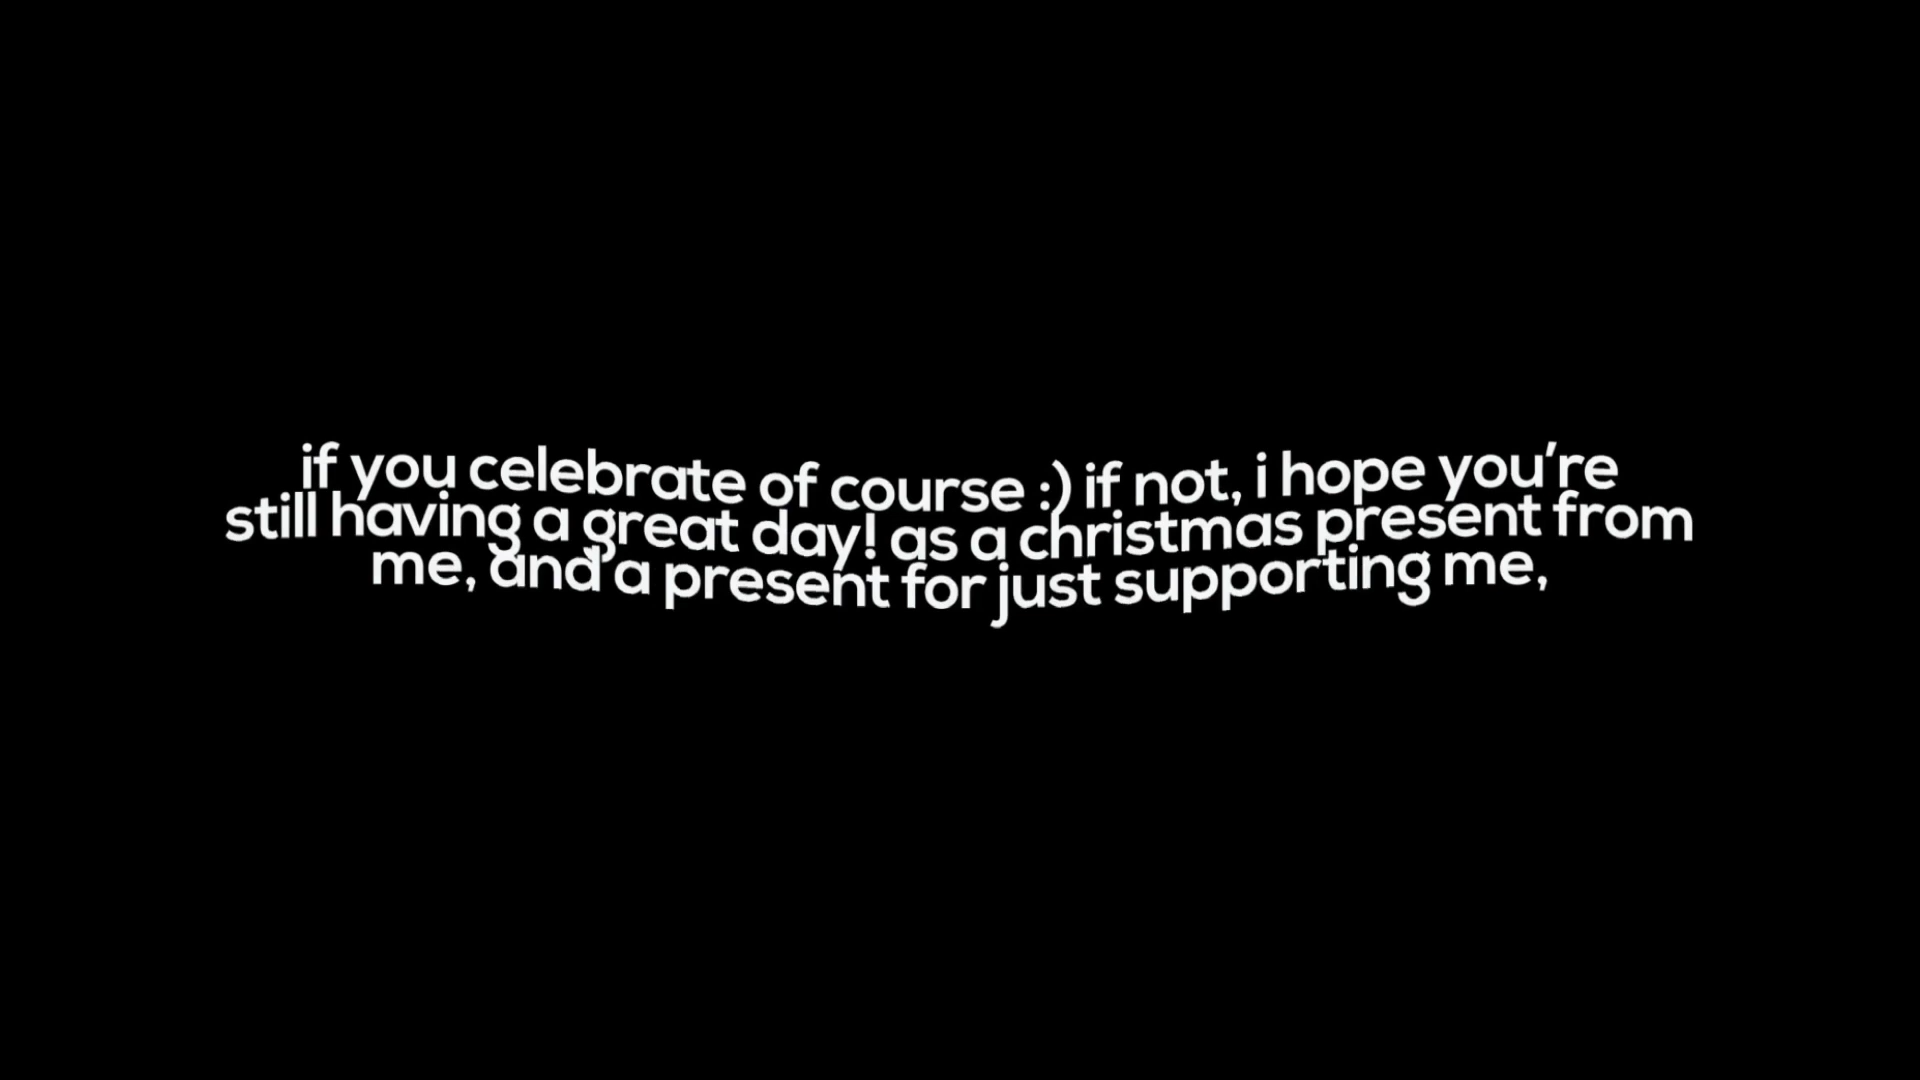 if you celebrate of course :) if not, i hope you’re
still having a great day! as a christmas present from
me, and a present for just supporting me,